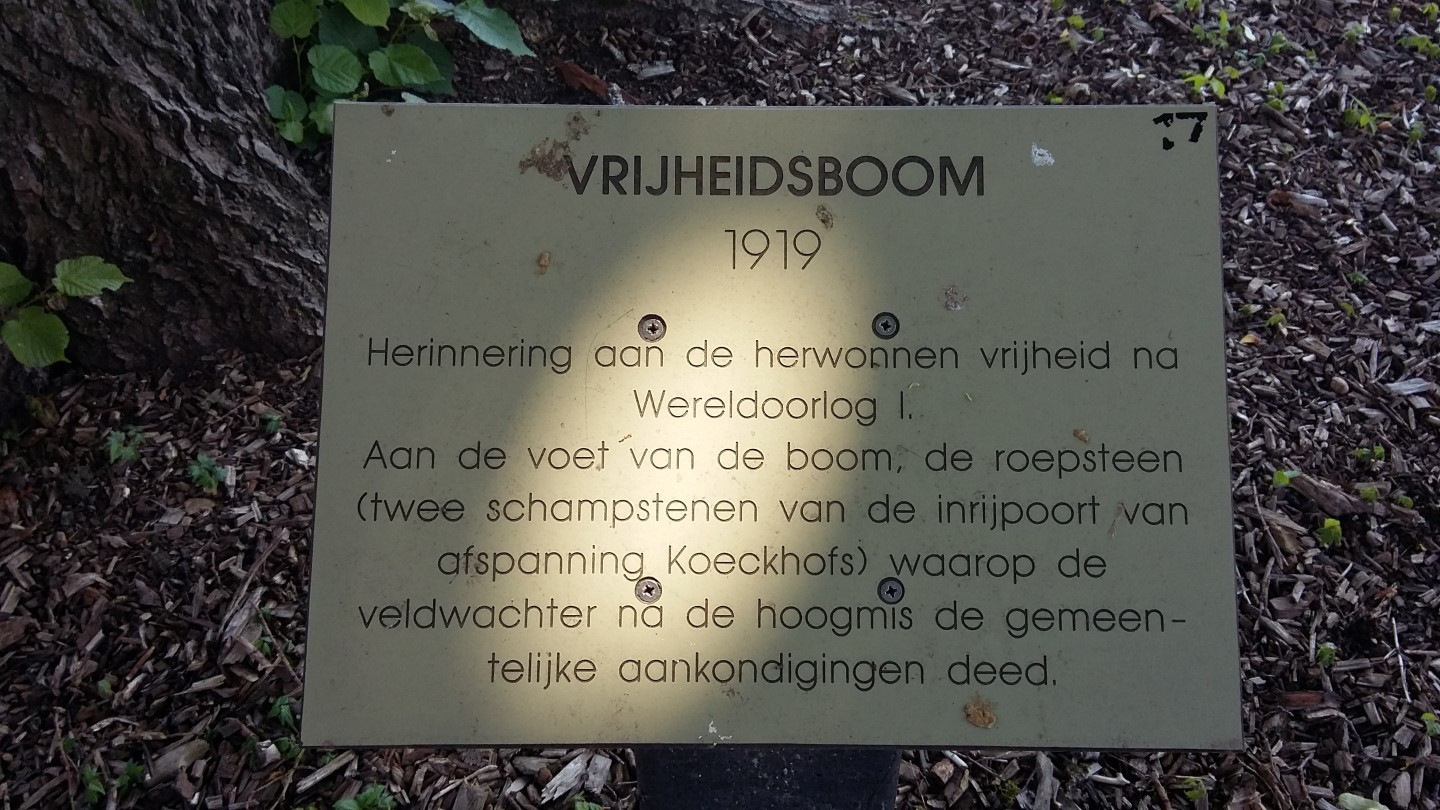 VRIJHEIDSBOOM
1919
Herinnering aan de herwonnen vrijheid na
Wereldoorlog I.
Aan de voet van de boom, de roepsteen
(twee schampstenen van de inrijpoort van
afspanning Koeckhofs) waarop de
veldwachter na de hoogmis de gemeen-
telijke aankondigingen deed.